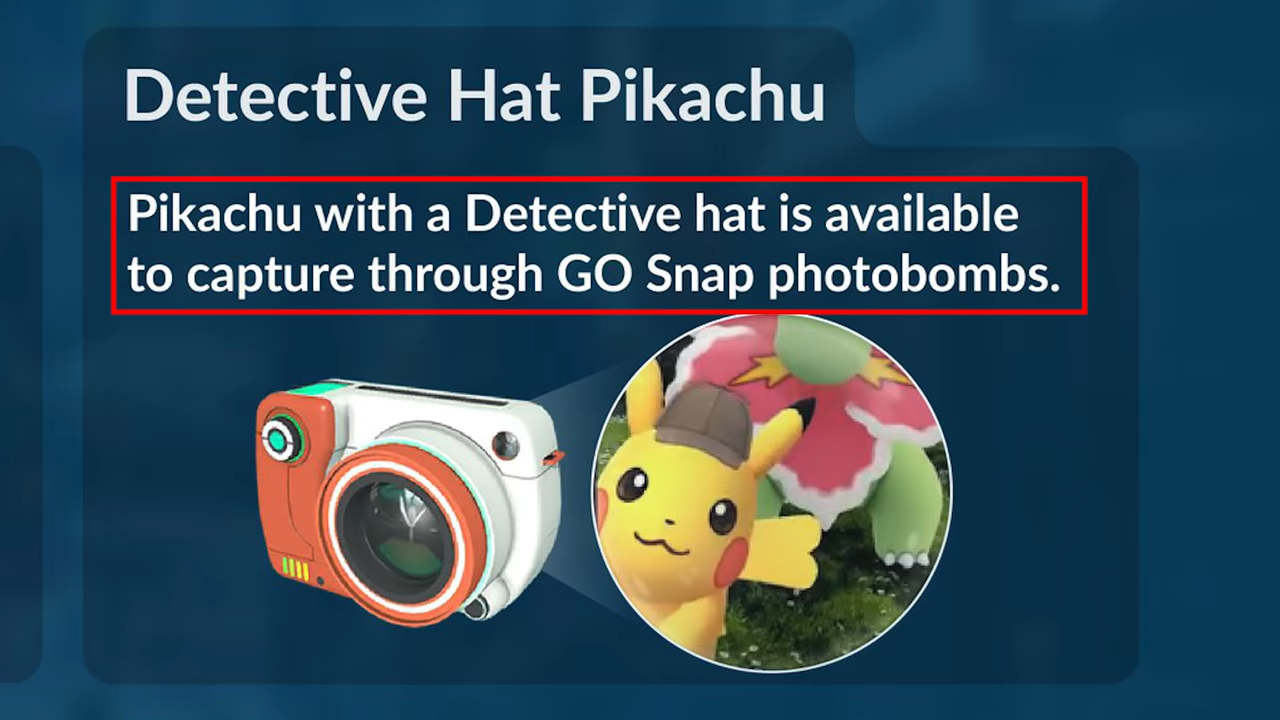 Detective Hat Pikachu
Pikachu with a Detective hat is available
to capture through GO Snap photobombs.